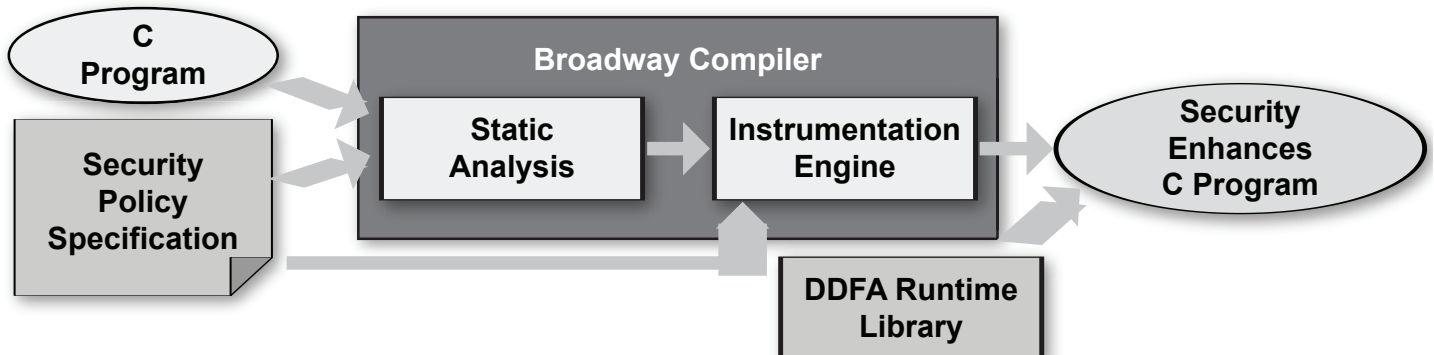 C
Program
Security
Policy
Specification
Broadway Compiler
Static
Analysis
Instrumentation
Engine
Security
Enhances
C Program
DDFA Runtime
Library